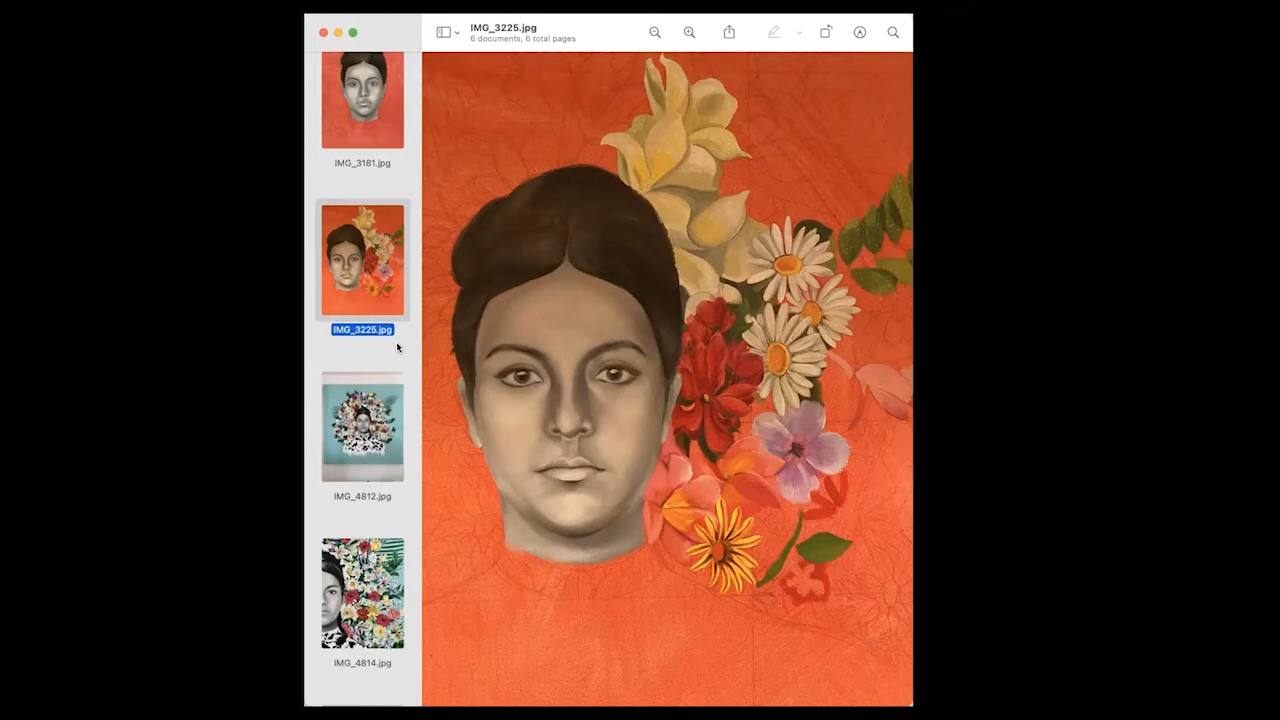 IMG_3225.jpg
6 documents, 6 total pages
IMG_3181.jpg
IMG_3225.jpg
IMG_4812.jpg
IMG_4814.jpg